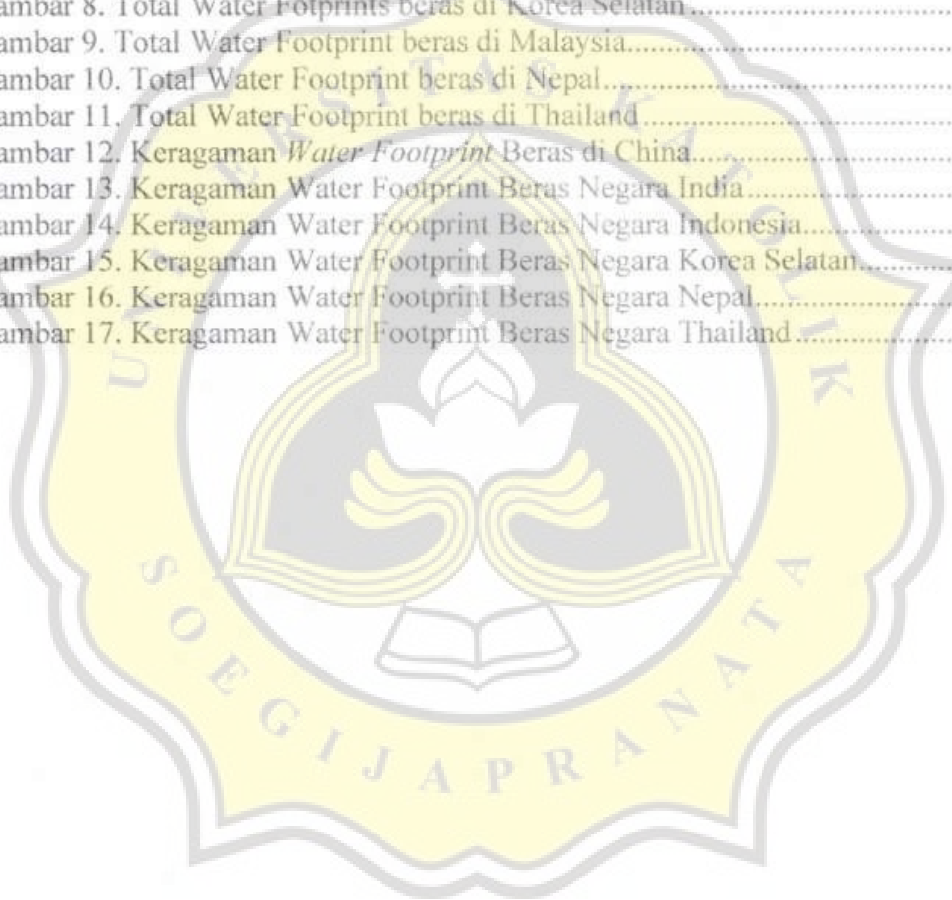 ambar 8. Total Water Fotprints beras di Korea Selatan
ambar 9. Total Water Footprint beras di Malaysia
ambar 10. Total Water Footprint beras di Nepal
ambar 11. Total Water Footprint beras di Thailand
ambar 12. Keragaman Water Footprint Beras di China
ambar 13. Keragaman Water Footprint Beras Negara India
ambar 14. Keragaman Water Footprint Beras Negara Indonesia
ambar 15. Keragaman Water Footprint Beras Negara Korea Selatan
ambar 16. Keragaman Water Footprint Beras Negara Nepal
ambar 17. Keragaman Water Footprint Beras Negara Thailand
UNIVERSITAS KATOLIK
SOEGIJAPRANATA